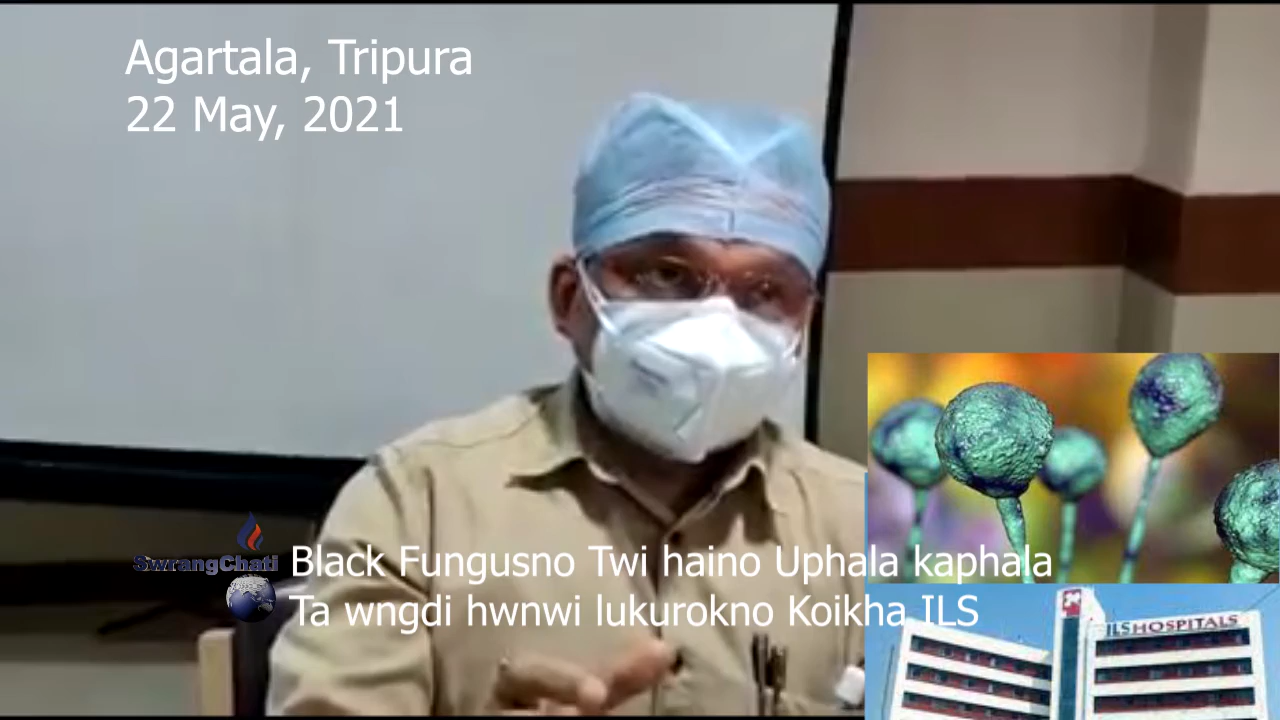 Agartala, Tripura
22 May, 2021
SwrangChati
Black Fungusno Twi haino Uphala kaphala
Ta wngdi hwnwi lukurokno Koikha ILS
ILS HOSPITALS